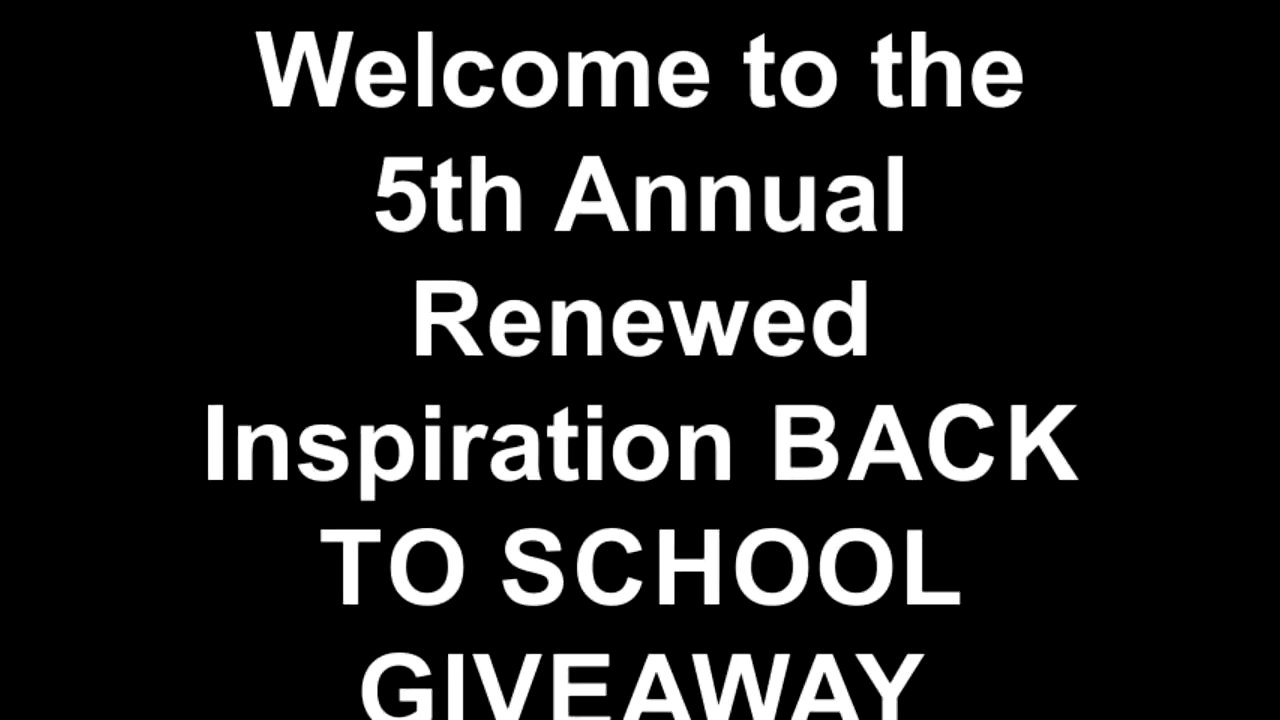 Welcome to the
5th Annual
Renewed
Inspiration BACK
TO SCHOOL
GIVEAWAY